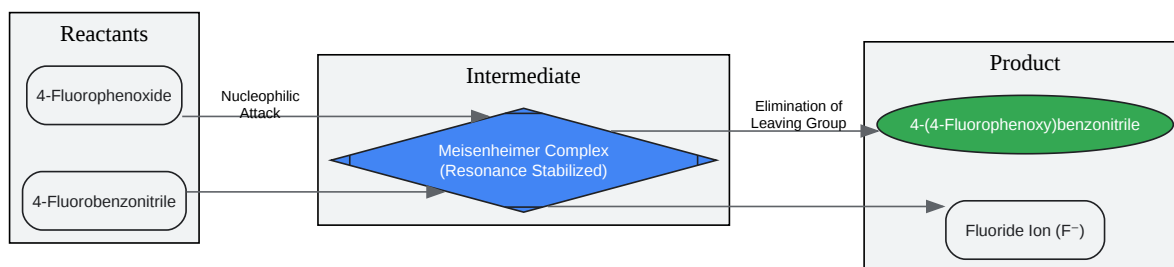 Reactants
4-Fluorophenoxide
4-Fluorobenzonitrile
Nucleophilic
Attack
Intermediate
Meisenheimer Complex
(Resonance Stabilized)
Elimination of
Leaving Group
Product
4-(4-Fluorophenoxy)benzonitrile
Fluoride Ion (F⁻)